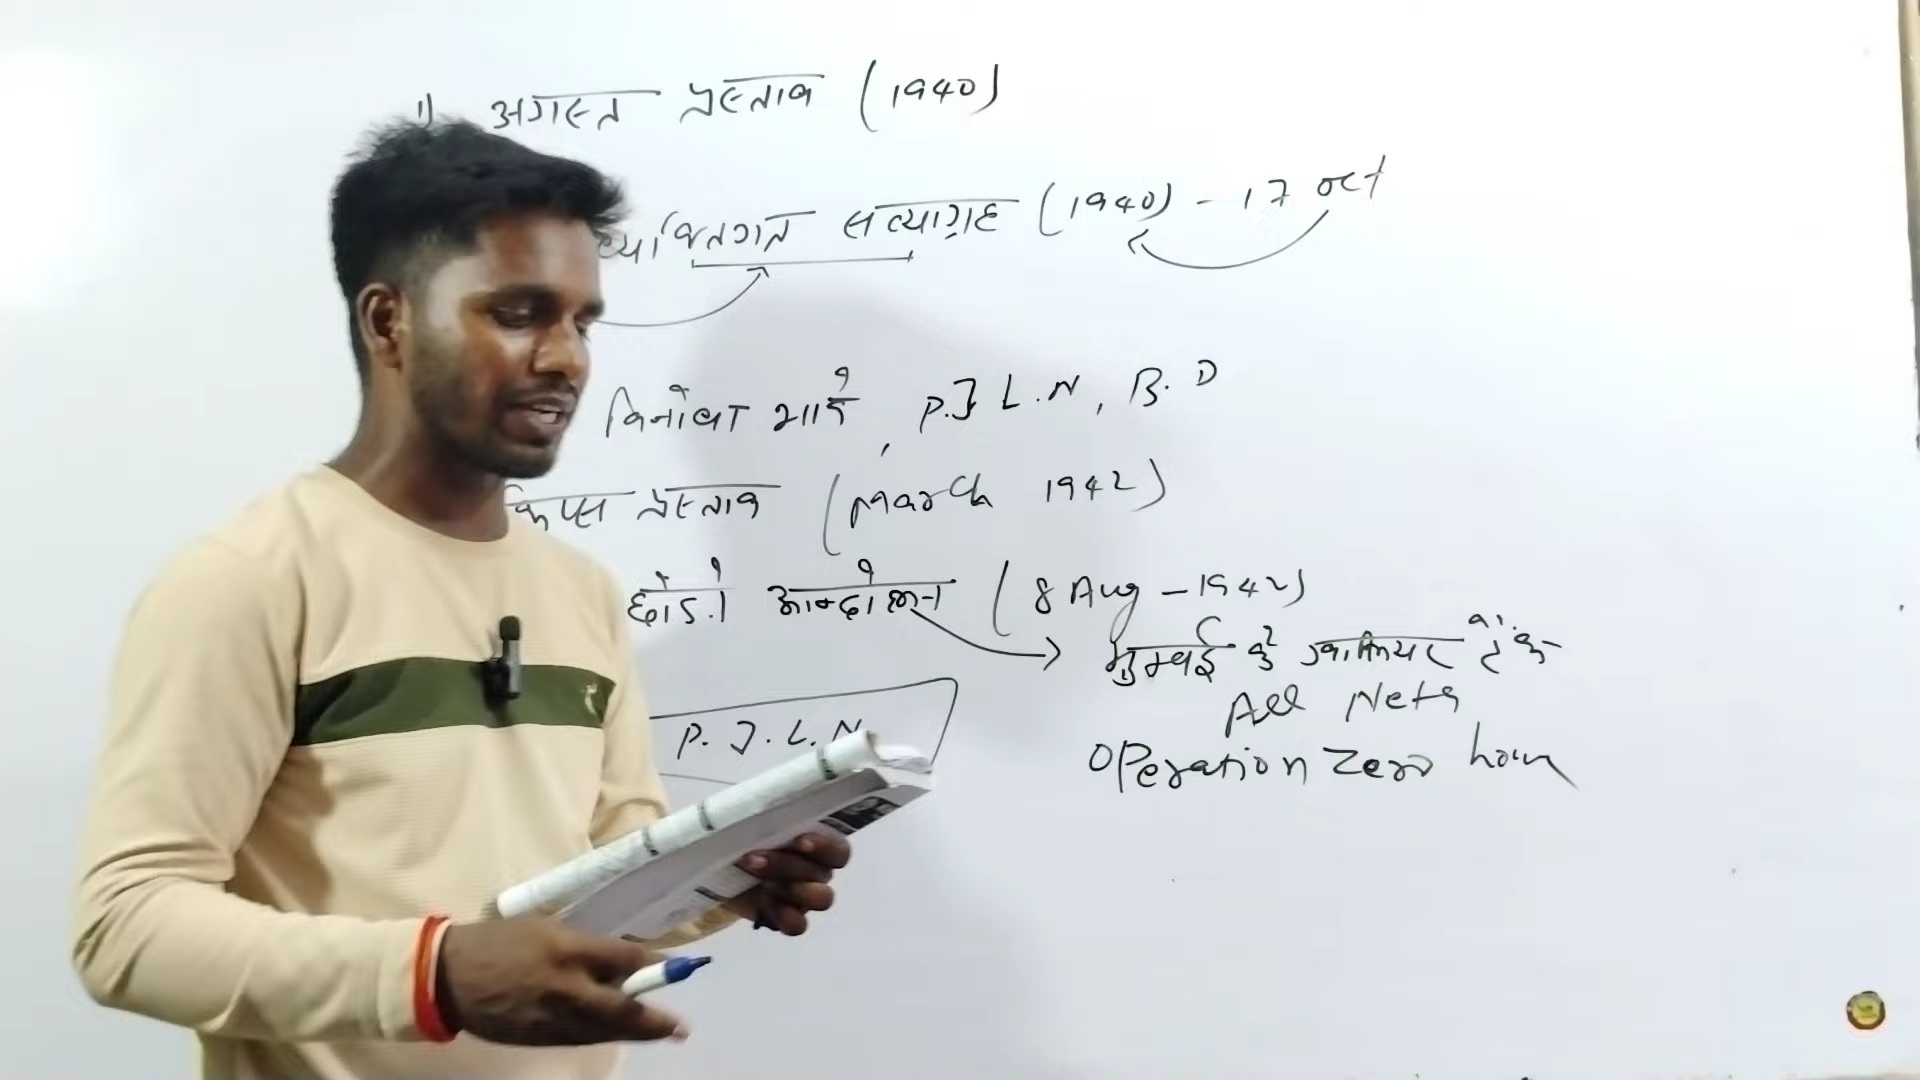 1) अगस्त प्रस्ताव (1940)
व्यक्तिगत सत्याग्रह (1940) - 17 oct
विनोबा भावे, P.J L.N, B.D
क्रिप्स प्रस्ताव (March 1942)
छोड़ो आन्दोलन (8 Aug - 1942)
मुम्बई के ग्वालियर टैंक
P. J. L. N
All Neta
Operation Zero hour